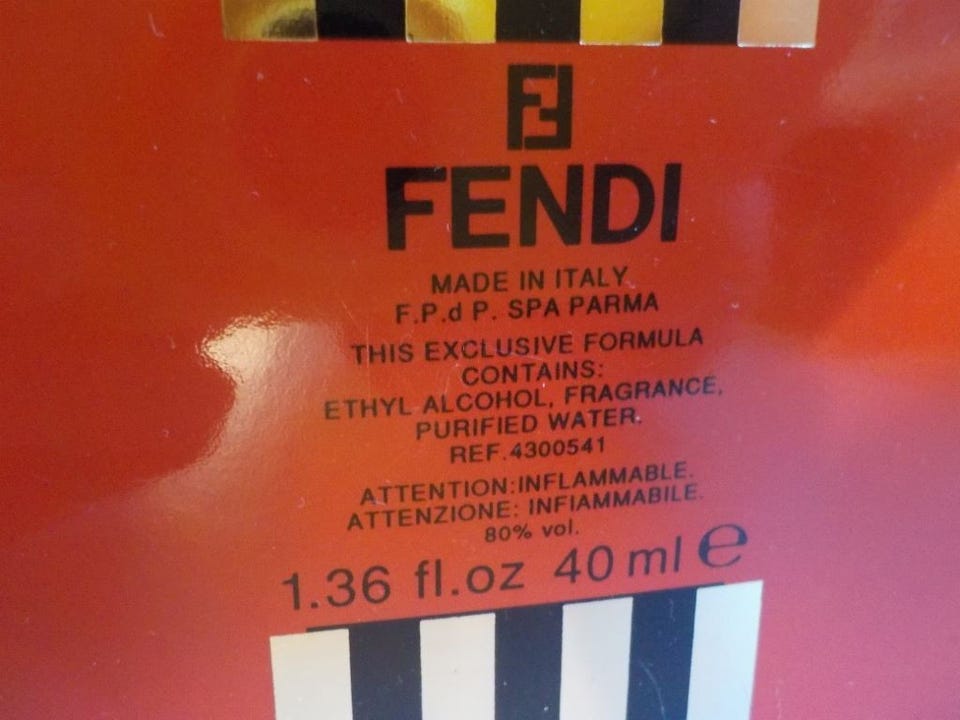 FF
FENDI
MADE IN ITALY
F.P.d P. SPA PARMA
THIS EXCLUSIVE FORMULA
CONTAINS:
ETHYL ALCOHOL, FRAGRANCE,
PURIFIED WATER.
REF.4300541
ATTENTION:INFLAMMABLE.
ATTENZIONE: INFIAMMABILE.
80% vol.
1.36 fl.oz 40 ml ℮